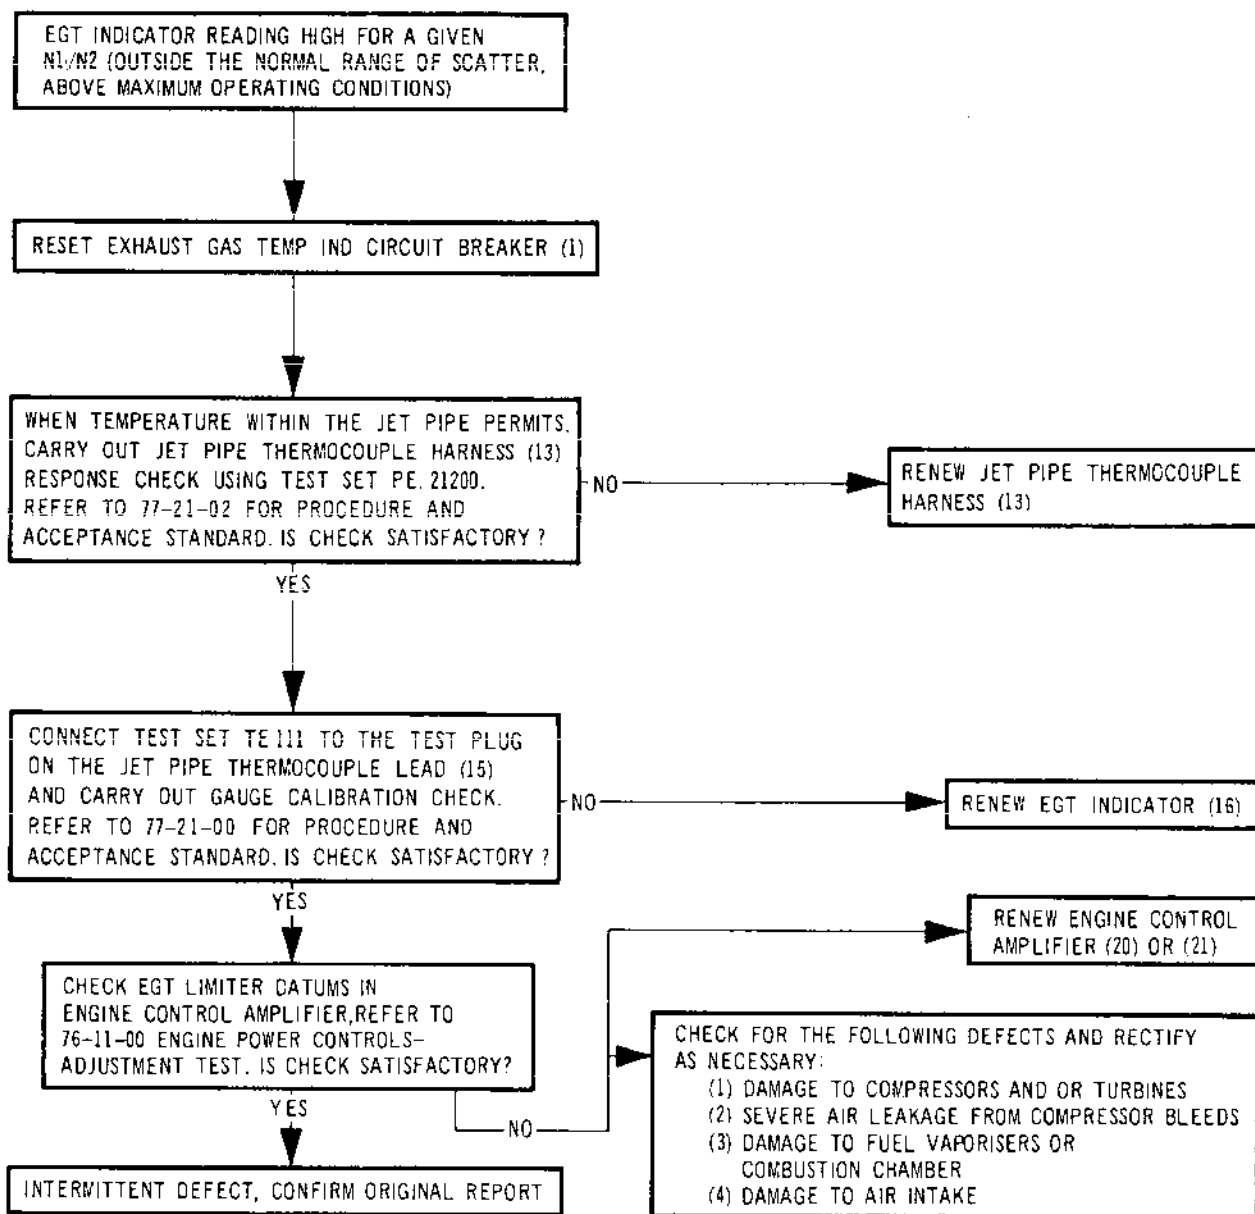 EGT INDICATOR READING HIGH FOR A GIVEN
N1/N2 (OUTSIDE THE NORMAL RANGE OF SCATTER,
ABOVE MAXIMUM OPERATING CONDITIONS)
RESET EXHAUST GAS TEMP IND CIRCUIT BREAKER (1)
WHEN TEMPERATURE WITHIN THE JET PIPE PERMITS,
CARRY OUT JET PIPE THERMOCOUPLE HARNESS (13)
RESPONSE CHECK USING TEST SET PE. 21200.
REFER TO 77-21-02 FOR PROCEDURE AND
ACCEPTANCE STANDARD. IS CHECK SATISFACTORY?
NO
RENEW JET PIPE THERMOCOUPLE
HARNESS (13)
YES
CONNECT TEST SET TE111 TO THE TEST PLUG
ON THE JET PIPE THERMOCOUPLE LEAD (15)
AND CARRY OUT GAUGE CALIBRATION CHECK.
REFER TO 77-21-00 FOR PROCEDURE AND
ACCEPTANCE STANDARD. IS CHECK SATISFACTORY?
NO
RENEW EGT INDICATOR (16)
YES
RENEW ENGINE CONTROL
AMPLIFIER (20) OR (21)
CHECK EGT LIMITER DATUMS IN
ENGINE CONTROL AMPLIFIER, REFER TO
76-11-00 ENGINE POWER CONTROLS-
ADJUSTMENT TEST. IS CHECK SATISFACTORY?
YES
NO
CHECK FOR THE FOLLOWING DEFECTS AND RECTIFY
AS NECESSARY:
(1) DAMAGE TO COMPRESSORS AND OR TURBINES
(2) SEVERE AIR LEAKAGE FROM COMPRESSOR BLEEDS
(3) DAMAGE TO FUEL VAPORISERS OR
COMBUSTION CHAMBER
(4) DAMAGE TO AIR INTAKE
INTERMITTENT DEFECT, CONFIRM ORIGINAL REPORT